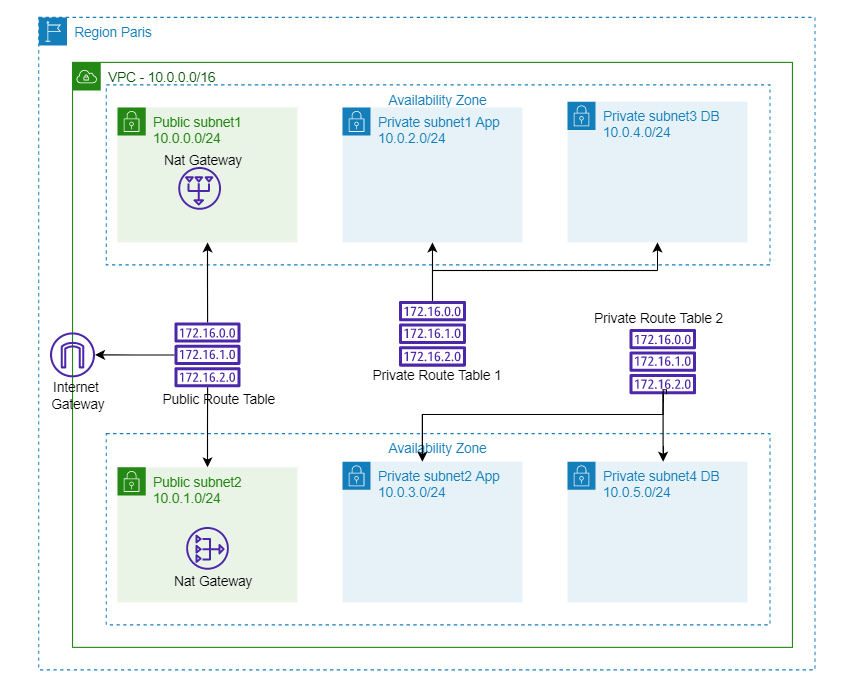 Region Paris
VPC - 10.0.0.0/16
Availability Zone
Public subnet1
10.0.0.0/24
Nat Gateway
Private subnet1 App
10.0.2.0/24
Private subnet3 DB
10.0.4.0/24
172.16.0.0
172.16.1.0
172.16.2.0
Public Route Table
Internet
Gateway
172.16.0.0
172.16.1.0
172.16.2.0
Private Route Table 1
Private Route Table 2
172.16.0.0
172.16.1.0
172.16.2.0
Availability Zone
Public subnet2
10.0.1.0/24
Nat Gateway
Private subnet2 App
10.0.3.0/24
Private subnet4 DB
10.0.5.0/24